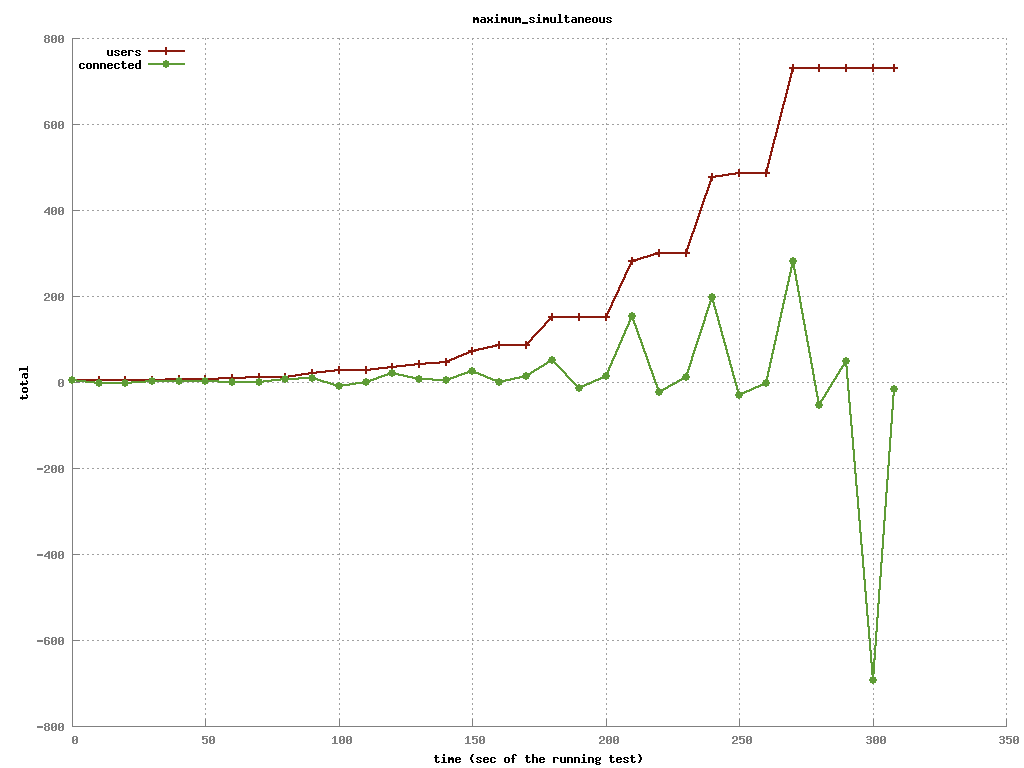 maximum_simultaneous
users
connected
800
600
400
200
0
-200
-400
-600
-800
total
0 50 100 150 200 250 300 350
time (sec of the running test)